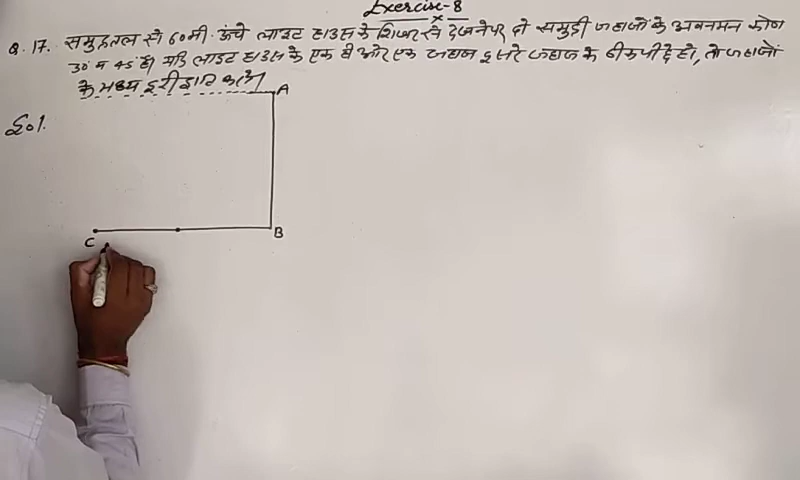 Exercise-8
Q. 17. समुद्रतल से 60 मी. ऊंचे लाइट हाउस के शिखर से देखने पर दो समुद्री जहाजों के अवनमन कोण
30° व 45° है। यदि लाइट हाउस के एक ही ओर एक जहाज दूसरे जहाज के ठीक पीछे हो, तो जहाजों
के मध्य दूरी ज्ञात करो।
Sol.
A
B
C